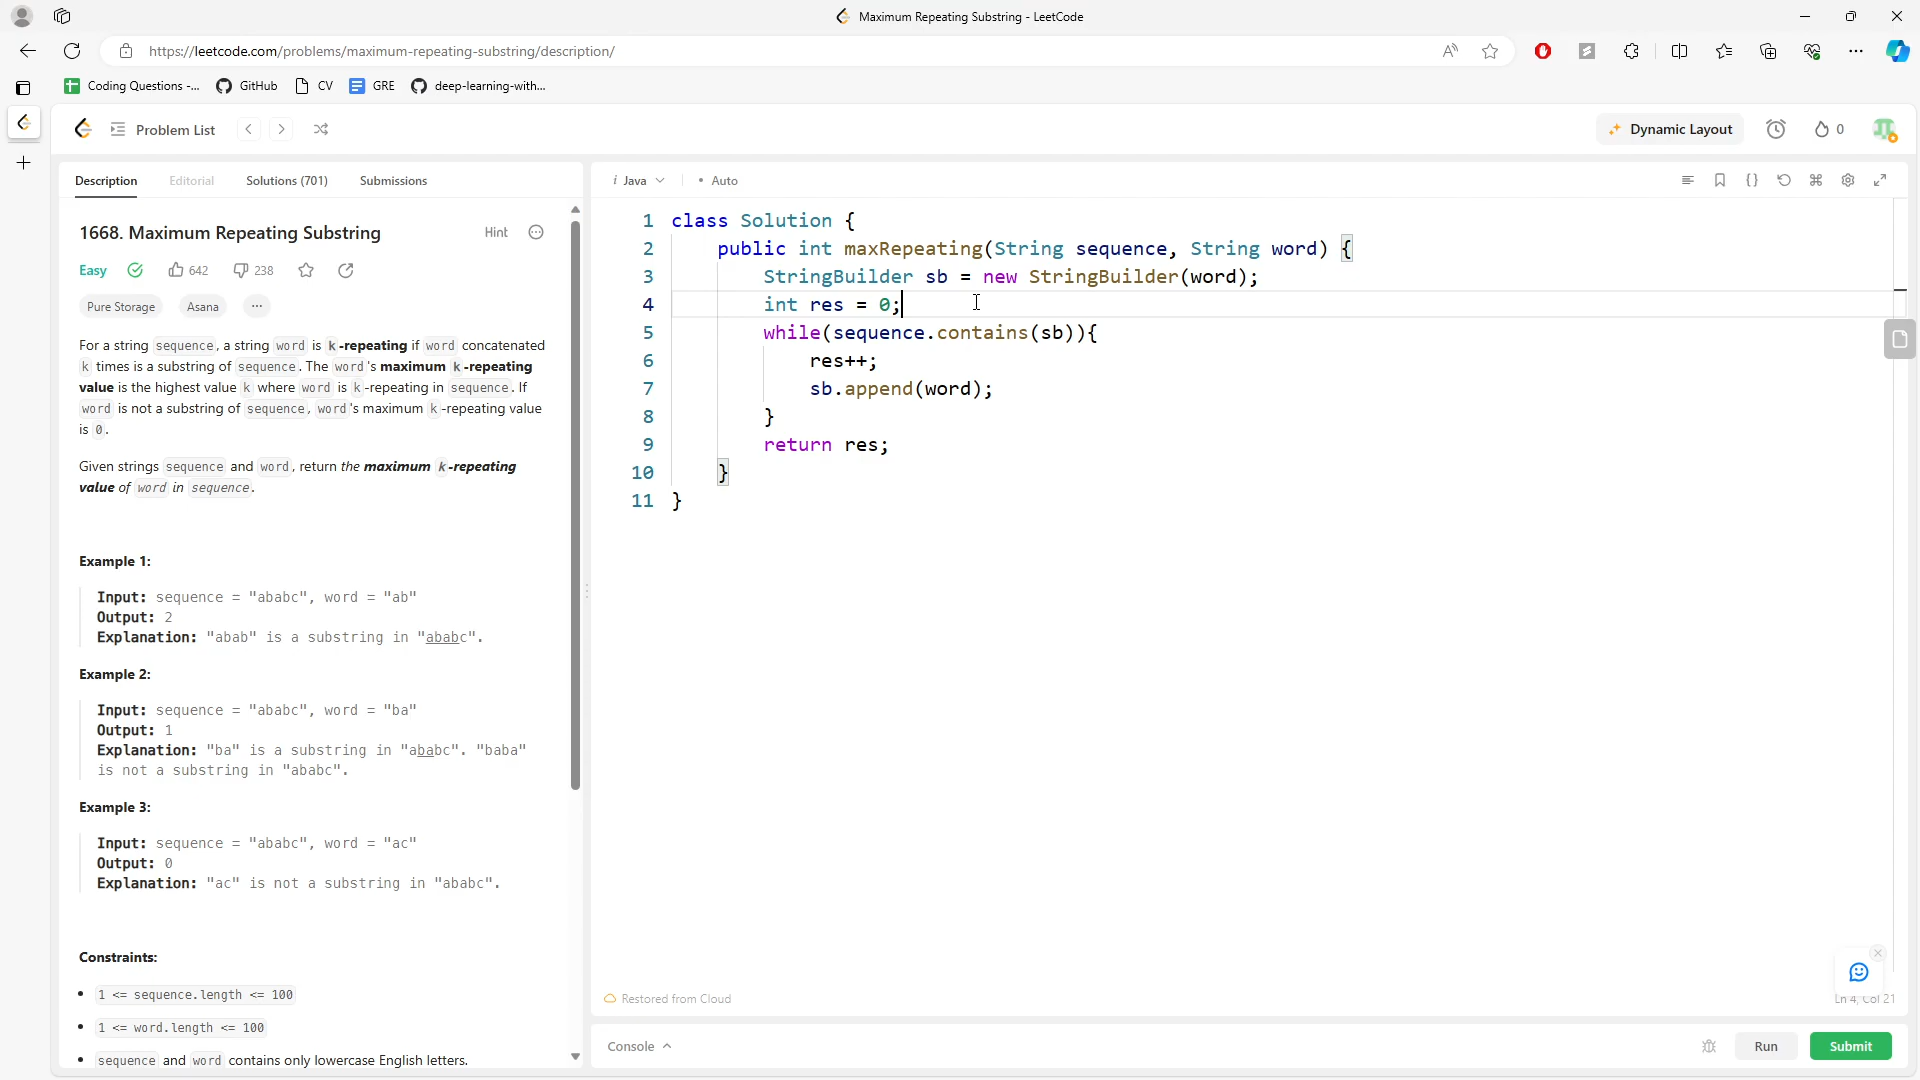 Maximum Repeating Substring - LeetCode
https://leetcode.com/problems/maximum-repeating-substring/description/
Coding Questions -... GitHub CV GRE deep-learning-with...
Problem List Dynamic Layout 0
Description Editorial Solutions (701) Submissions
1668. Maximum Repeating Substring Hint
Easy 642 238
Pure Storage Asana ...
For a string sequence, a string word is k-repeating if word concatenated
k times is a substring of sequence. The word's maximum k-repeating
value is the highest value k where word is k-repeating in sequence. If
word is not a substring of sequence, word's maximum k-repeating value
is 0.
Given strings sequence and word, return the maximum k-repeating
value of word in sequence.
Example 1:
Input: sequence = "ababc", word = "ab"
Output: 2
Explanation: "abab" is a substring in "ababc".
Example 2:
Input: sequence = "ababc", word = "ba"
Output: 1
Explanation: "ba" is a substring in "ababc". "baba"
is not a substring in "ababc".
Example 3:
Input: sequence = "ababc", word = "ac"
Output: 0
Explanation: "ac" is not a substring in "ababc".
Constraints:
• 1 <= sequence.length <= 100
• 1 <= word.length <= 100
• sequence and word contains only lowercase English letters.
i Java • Auto
1 class Solution {
2 public int maxRepeating(String sequence, String word) {
3 StringBuilder sb = new StringBuilder(word);
4 int res = 0;
5 while(sequence.contains(sb)){
6 res++;
7 sb.append(word);
8 }
9 return res;
10 }
11 }
Restored from Cloud Ln 4, Col 21
Console Run Submit